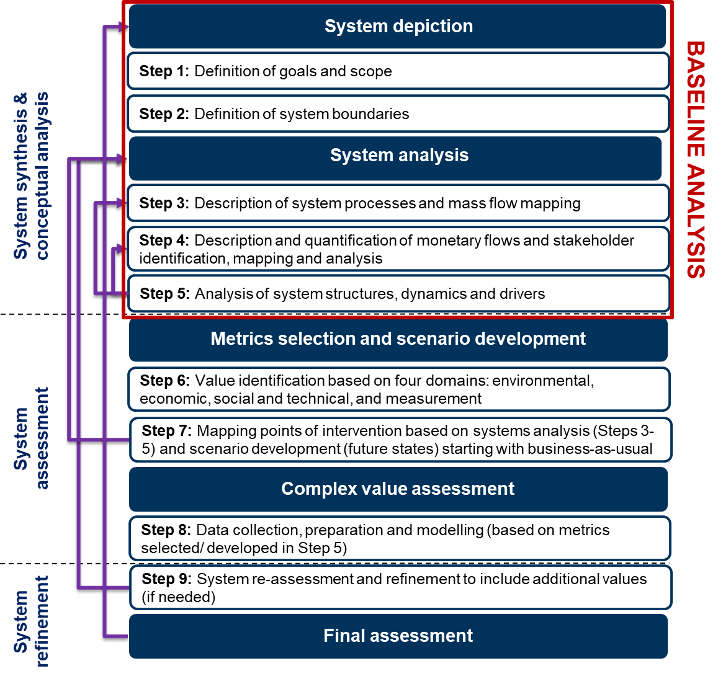 System depiction
Step 1: Definition of goals and scope
Step 2: Definition of system boundaries
System analysis
Step 3: Description of system processes and mass flow mapping
Step 4: Description and quantification of monetary flows and stakeholder
identification, mapping and analysis
Step 5: Analysis of system structures, dynamics and drivers
BASELINE ANALYSIS
System synthesis &
conceptual analysis
Metrics selection and scenario development
Step 6: Value identification based on four domains: environmental,
economic, social and technical, and measurement
Step 7: Mapping points of intervention based on systems analysis (Steps 3-
5) and scenario development (future states) starting with business-as-usual
Complex value assessment
Step 8: Data collection, preparation and modelling (based on metrics
selected/ developed in Step 5)
System
assessment
Step 9: System re-assessment and refinement to include additional values
(if needed)
Final assessment
System
refinement